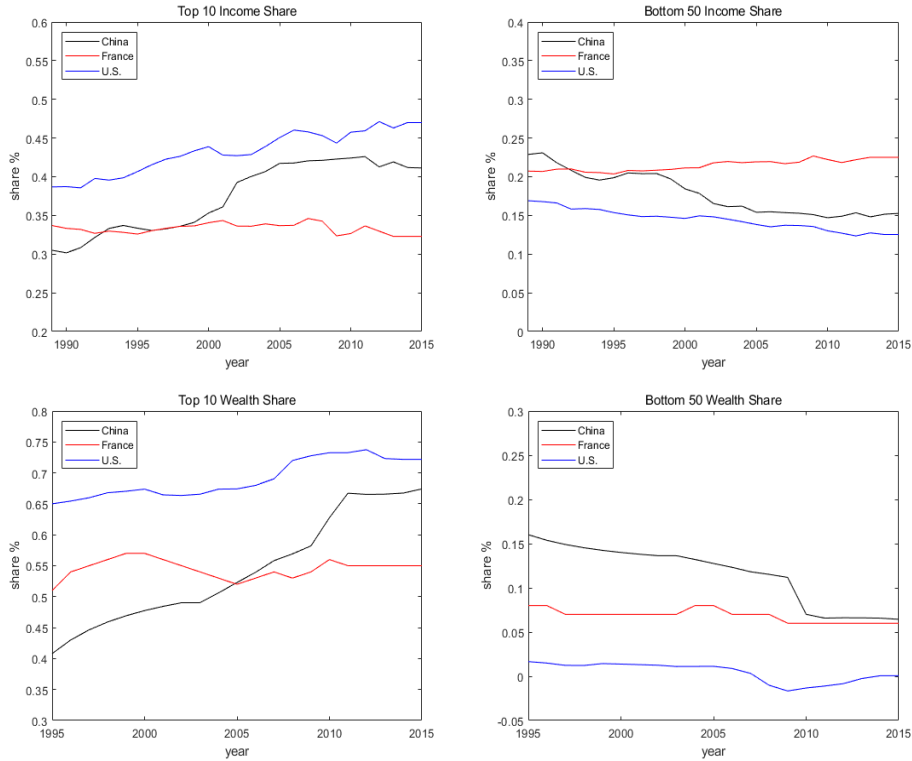 Top 10 Income Share
0.6
0.55
0.5
0.45
0.4
0.35
0.3
0.25
0.2
share %
China
France
U.S.
1990
1995
2000
2005
2010
2015
year
Bottom 50 Income Share
0.4
0.35
0.3
0.25
0.2
0.15
0.1
0.05
0
share %
China
France
U.S.
1990
1995
2000
2005
2010
2015
year
Top 10 Wealth Share
0.8
0.75
0.7
0.65
0.6
0.55
0.5
0.45
0.4
0.35
0.3
share %
China
France
U.S.
1995
2000
2005
2010
2015
year
Bottom 50 Wealth Share
0.3
0.25
0.2
0.15
0.1
0.05
0
-0.05
share %
China
France
U.S.
1995
2000
2005
2010
2015
year